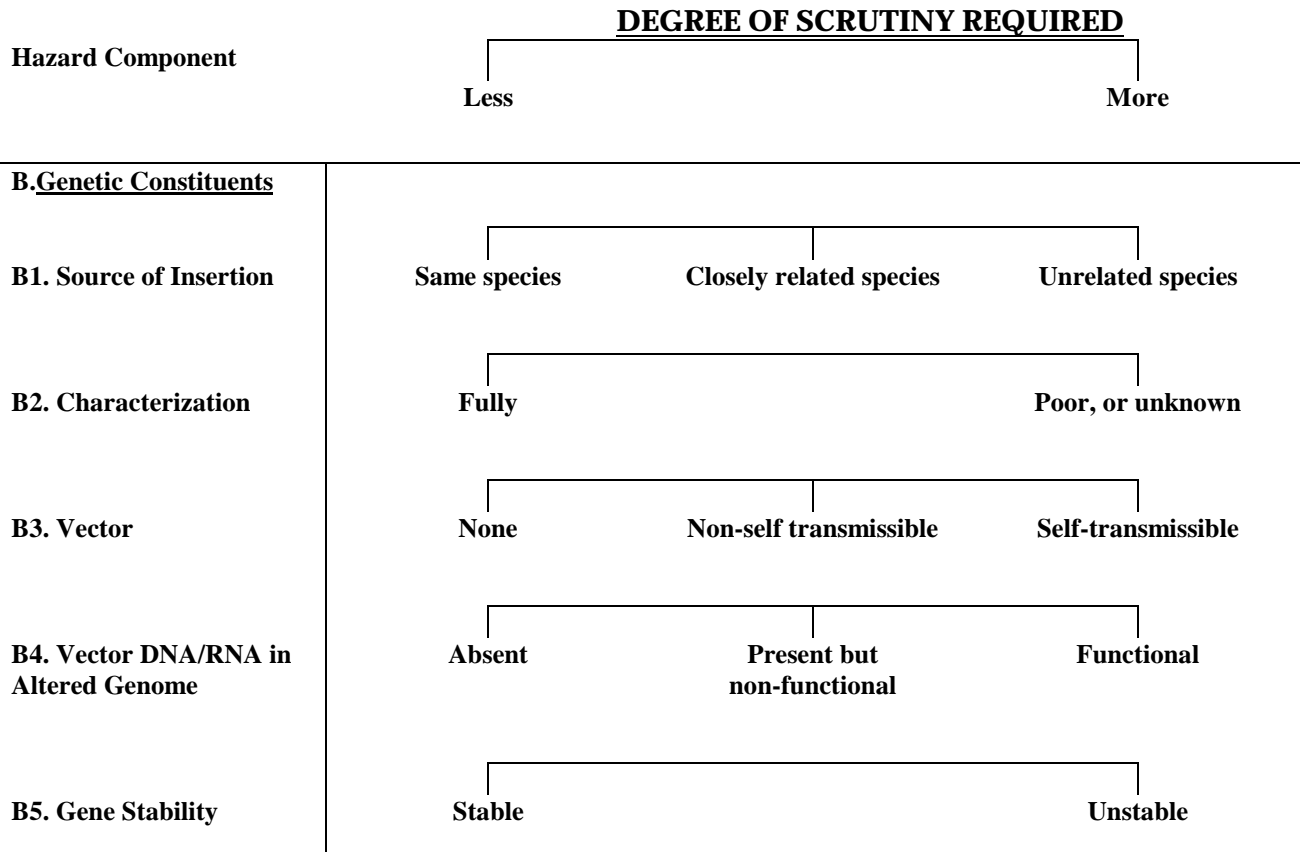 DEGREE OF SCRUTINY REQUIRED
Hazard Component
Less More
B.Genetic Constituents
B1. Source of Insertion Same species Closely related species Unrelated species
B2. Characterization Fully Poor, or unknown
B3. Vector None Non-self transmissible Self-transmissible
B4. Vector DNA/RNA in Absent Present but Functional
Altered Genome non-functional
B5. Gene Stability Stable Unstable